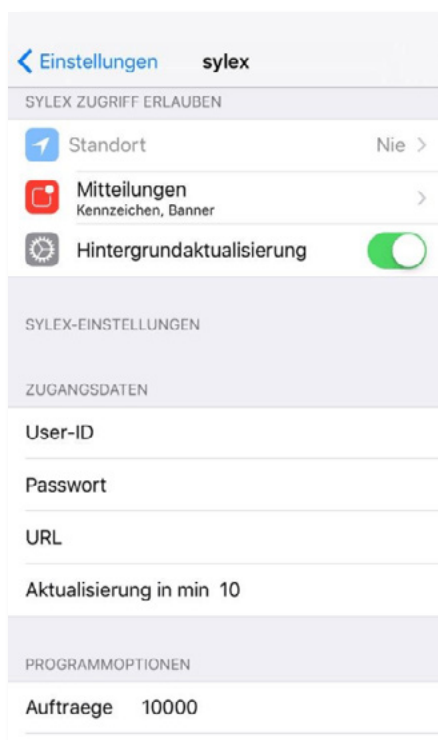 Einstellungen sylex
SYLEX ZUGRIFF ERLAUBEN
Standort Nie
Mitteilungen
Kennzeichen, Banner
Hintergrundaktualisierung
SYLEX-EINSTELLUNGEN
ZUGANGSDATEN
User-ID
Passwort
URL
Aktualisierung in min 10
PROGRAMMOPTIONEN
Auftraege 10000